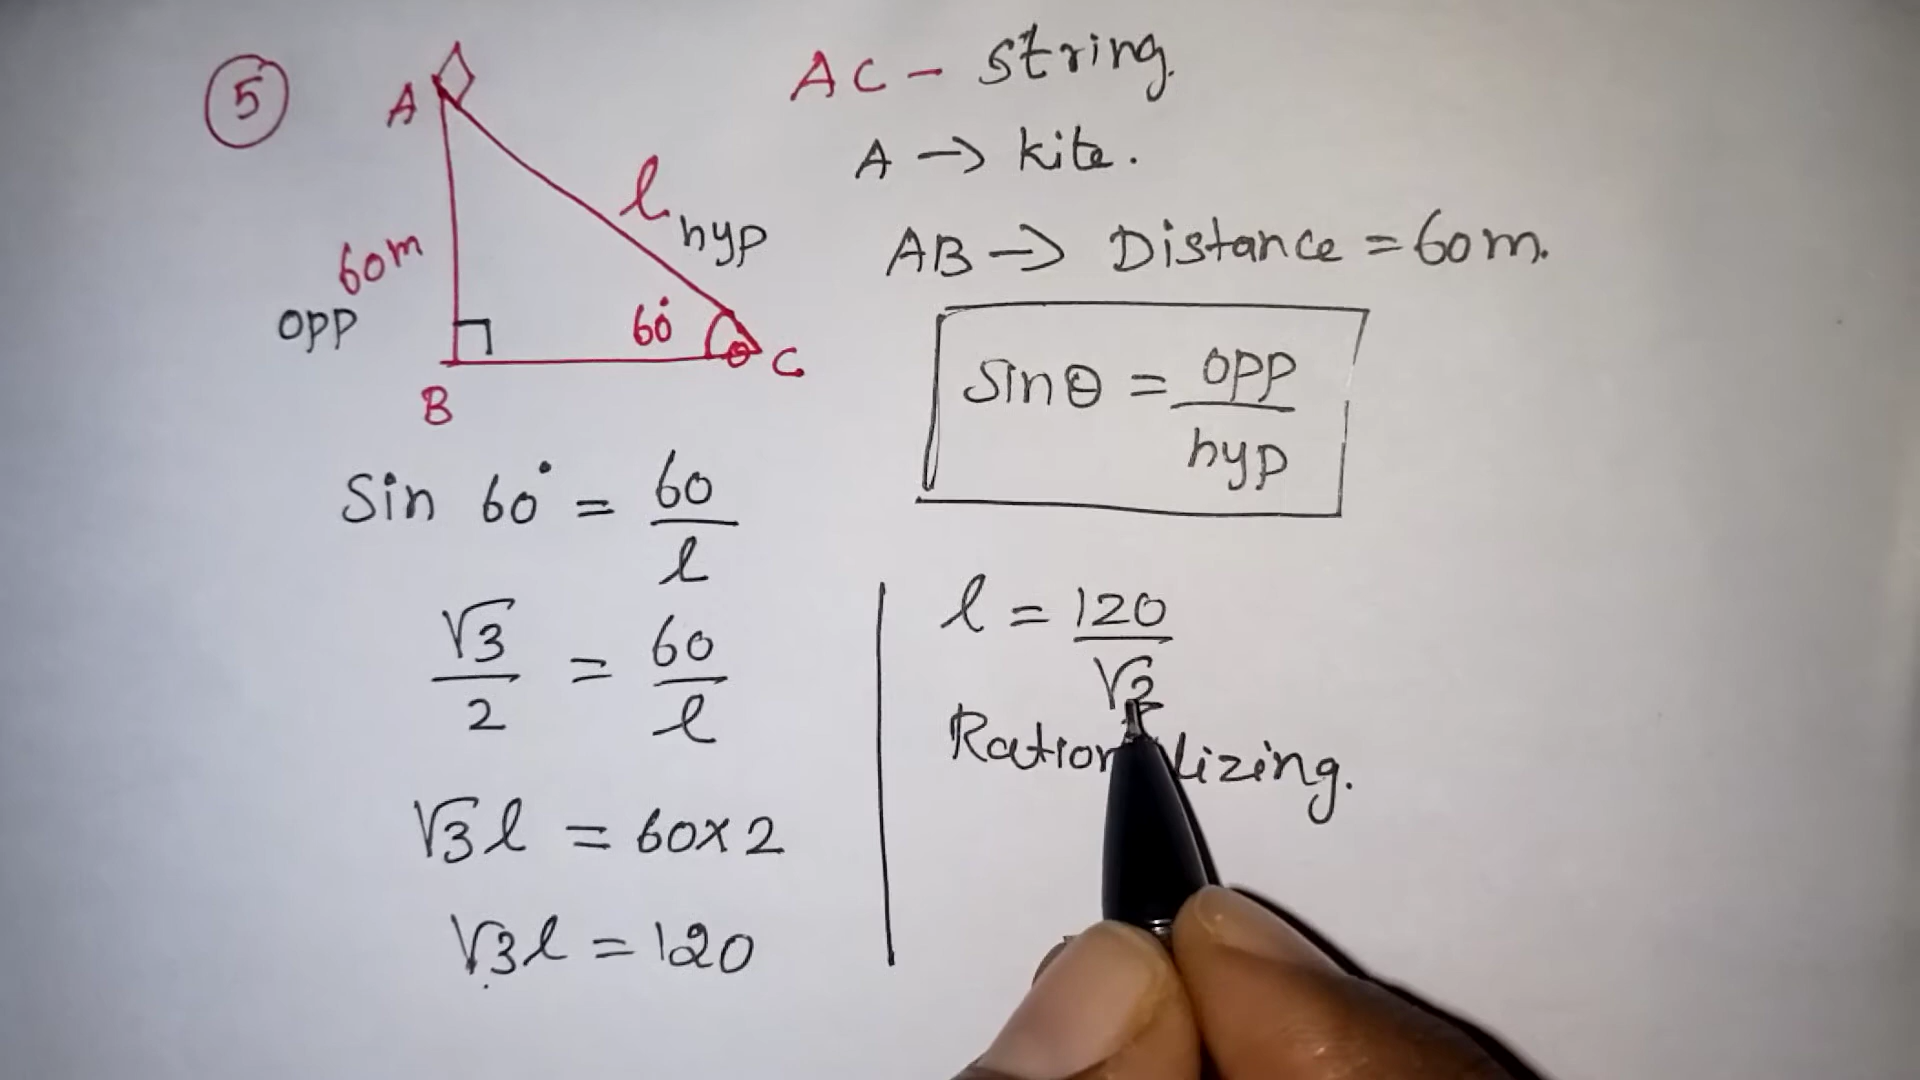 5
A
60m
opp
B
l
hyp
60°
θ
C
AC - string.
A → kite.
AB → Distance = 60m.
Sinθ = opp/hyp
Sin 60° = 60/l
√3/2 = 60/l
√3l = 60×2
√3l = 120
l = 120/√3